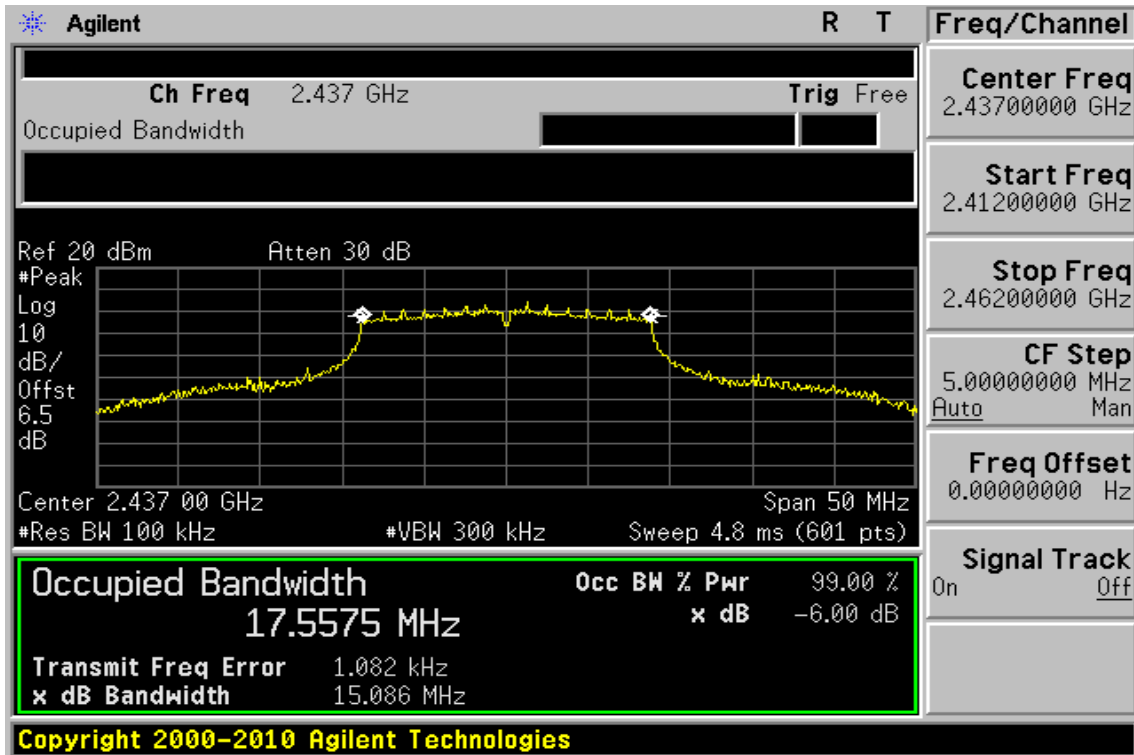 Agilent R T
Ch Freq 2.437 GHz Trig Free
Occupied Bandwidth
Ref 20 dBm Atten 30 dB
#Peak
Log
10
dB/
Offst
6.5
dB
Center 2.437 00 GHz Span 50 MHz
#Res BW 100 kHz #VBW 300 kHz Sweep 4.8 ms (601 pts)
Occupied Bandwidth
17.5575 MHz
Occ BW % Pwr 99.00 %
x dB -6.00 dB
Transmit Freq Error 1.082 kHz
x dB Bandwidth 15.086 MHz
Copyright 2000-2010 Agilent Technologies
Freq/Channel
Center Freq
2.43700000 GHz
Start Freq
2.41200000 GHz
Stop Freq
2.46200000 GHz
CF Step
5.00000000 MHz
Auto Man
Freq Offset
0.00000000 Hz
Signal Track
On Off